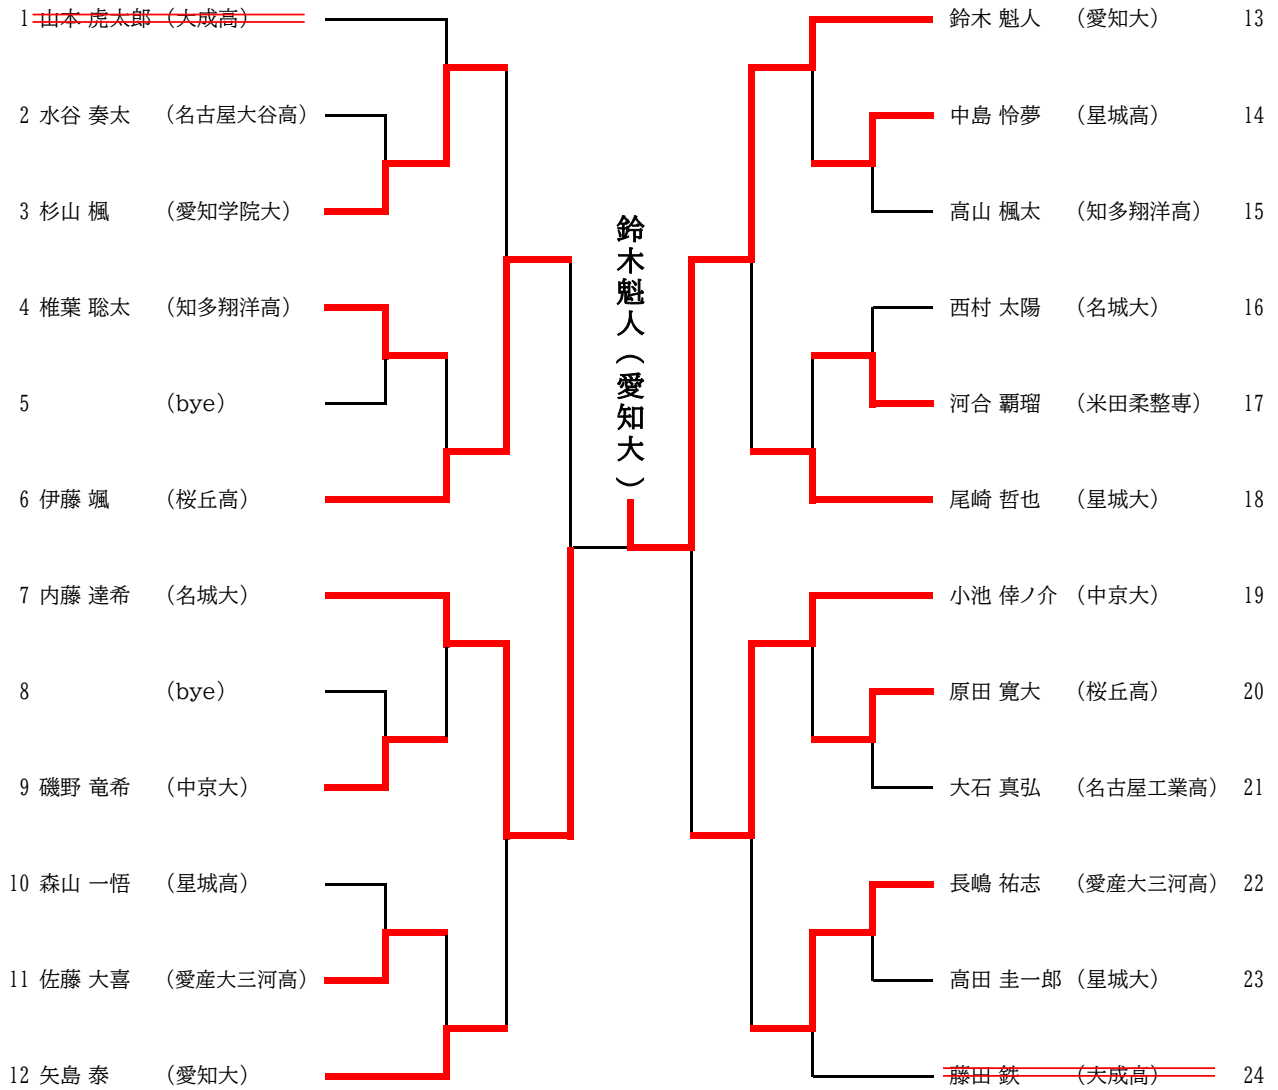 1 山本 虎太郎 （大成高）
2 水谷 奏太 （名古屋大谷高）
3 杉山 楓 （愛知学院大）
4 椎葉 聡太 （知多翔洋高）
5 （bye）
6 伊藤 颯 （桜丘高）
7 内藤 達希 （名城大）
8 （bye）
9 磯野 竜希 （中京大）
10 森山 一悟 （星城高）
11 佐藤 大喜 （愛産大三河高）
12 矢島 泰 （愛知大）
鈴木魁人（愛知大）
鈴木 魁人 （愛知大） 13
中島 怜夢 （星城高） 14
高山 楓太 （知多翔洋高） 15
西村 太陽 （名城大） 16
河合 覇瑠 （米田柔整専） 17
尾崎 哲也 （星城大） 18
小池 倖ノ介 （中京大） 19
原田 寛大 （桜丘高） 20
大石 真弘 （名古屋工業高） 21
長嶋 祐志 （愛産大三河高） 22
高田 圭一郎 （星城大） 23
藤田 鉄 （大成高） 24